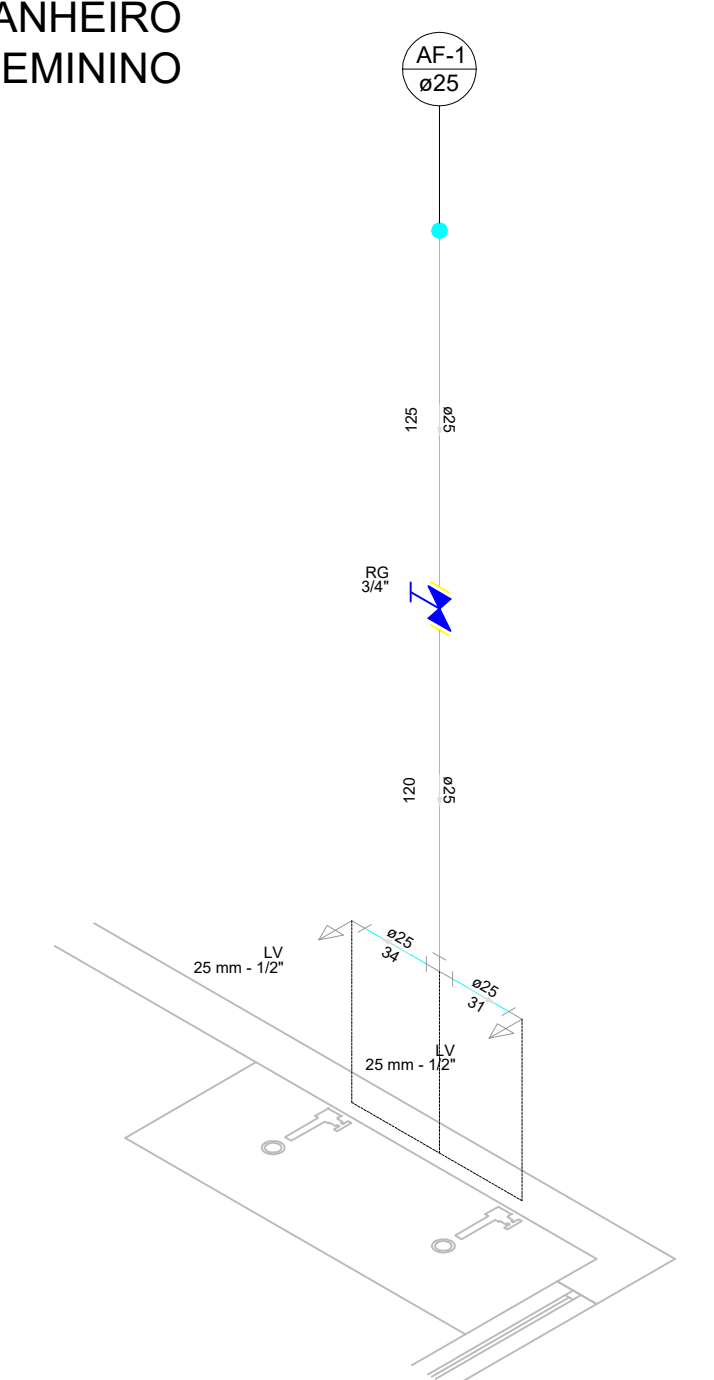 ANHEIRO
EMININO
AF-1
ø25
125
ø25
RG
3/4"
120
ø25
ø25
34
LV
25 mm - 1/2"
ø25
31
LV
25 mm - 1/2"